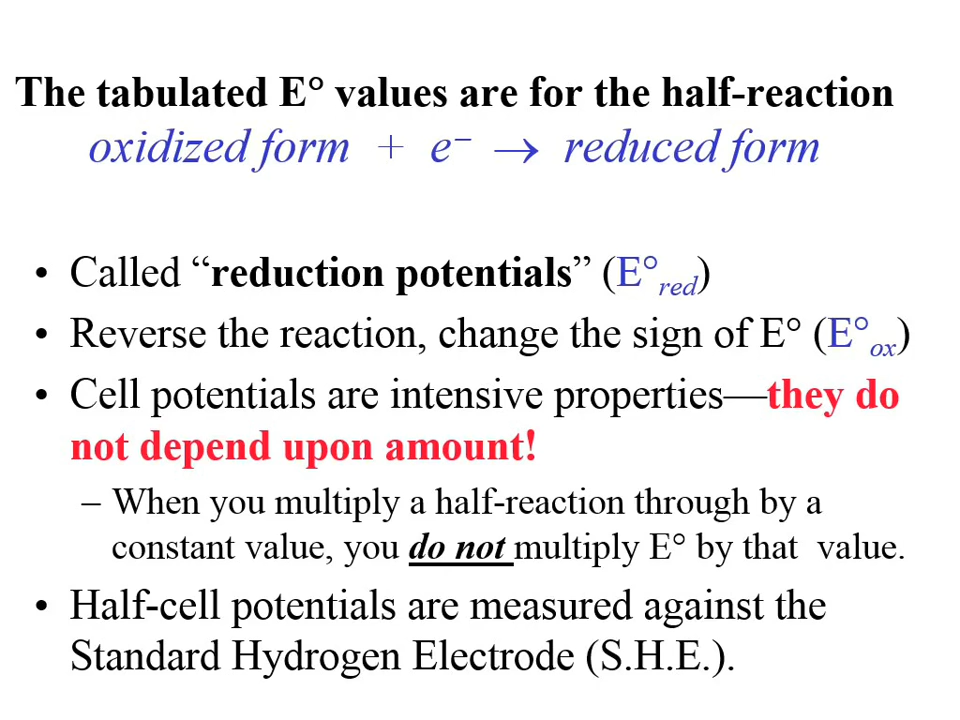 The tabulated E° values are for the half-reaction
oxidized form + e⁻ → reduced form
• Called “reduction potentials” (E°red)
• Reverse the reaction, change the sign of E° (E°ox)
• Cell potentials are intensive properties—they do
not depend upon amount!
– When you multiply a half-reaction through by a
constant value, you do not multiply E° by that value.
• Half-cell potentials are measured against the
Standard Hydrogen Electrode (S.H.E.).